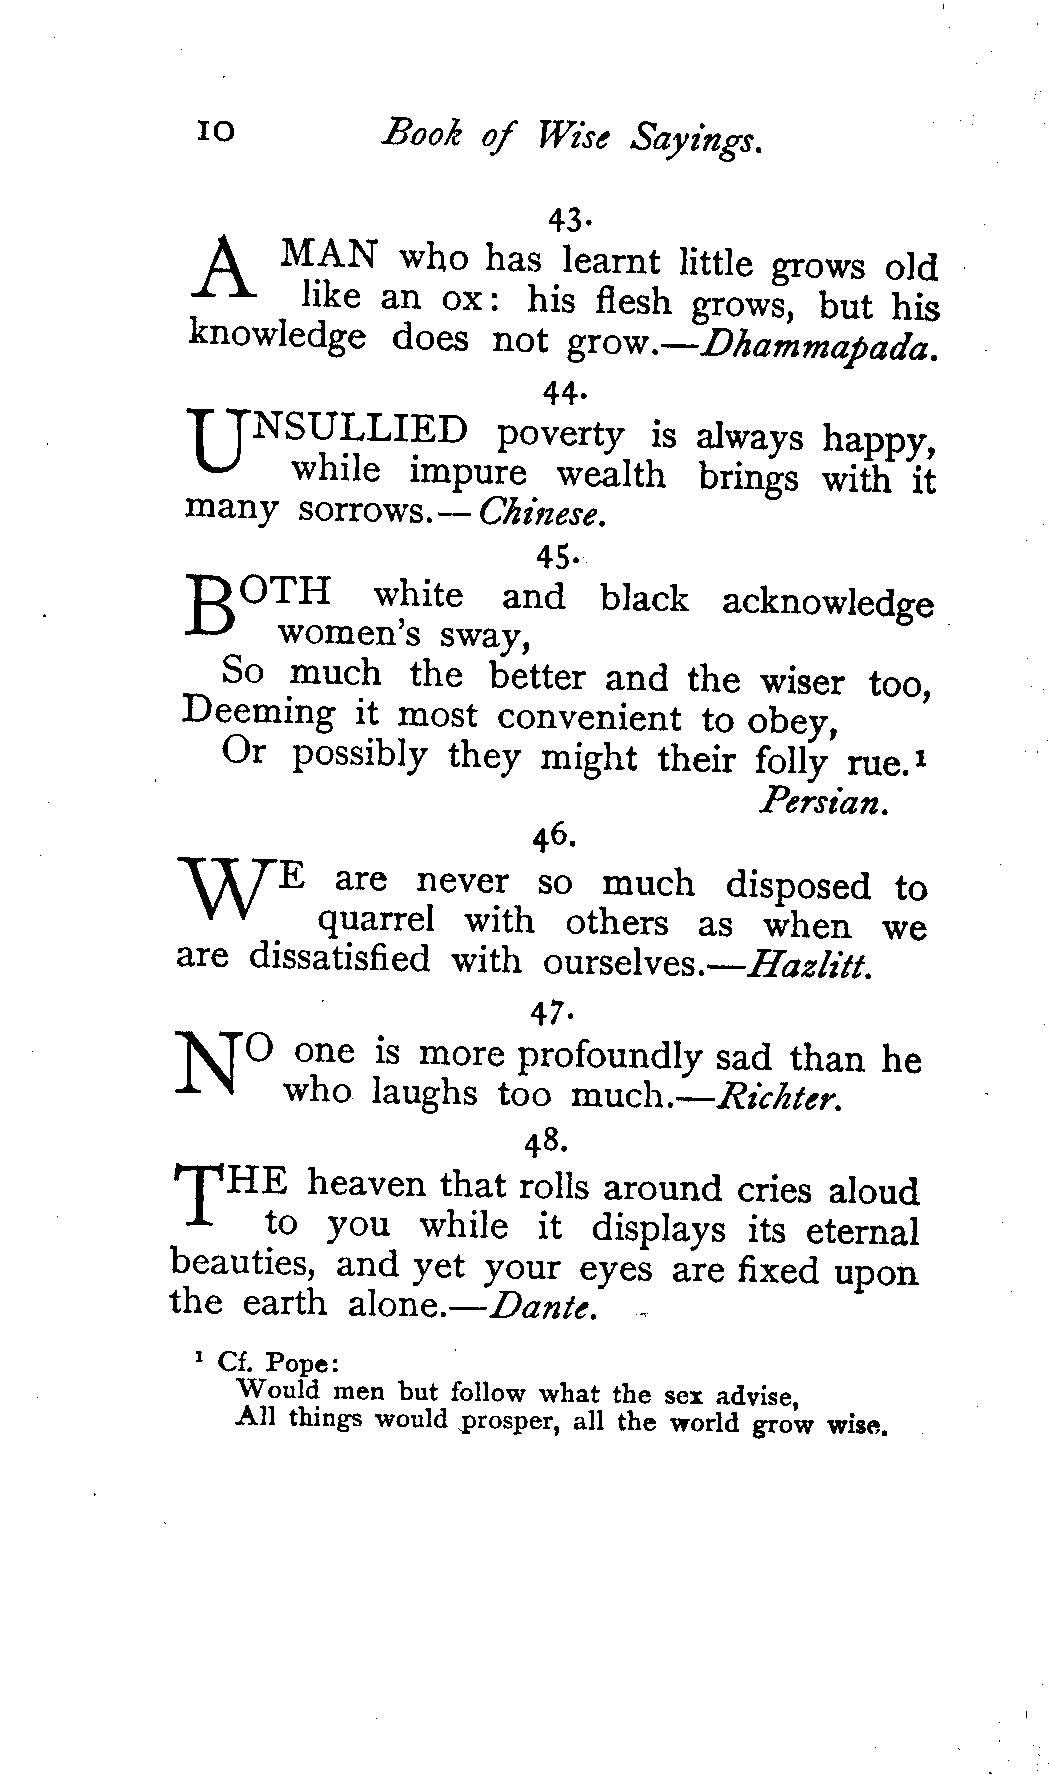 10 Book of Wise Sayings.
43.
A MAN who has learnt little grows old
like an ox: his flesh grows, but his
knowledge does not grow.—Dhammapada.
44.
UNSULLIED poverty is always happy,
while impure wealth brings with it
many sorrows.—Chinese.
45.
BOTH white and black acknowledge
women's sway,
So much the better and the wiser too,
Deeming it most convenient to obey,
Or possibly they might their folly rue.¹
Persian.
46.
WE are never so much disposed to
quarrel with others as when we
are dissatisfied with ourselves.—Hazlitt.
47.
NO one is more profoundly sad than he
who laughs too much.—Richter.
48.
THE heaven that rolls around cries aloud
to you while it displays its eternal
beauties, and yet your eyes are fixed upon
the earth alone.—Dante.
¹ Cf. Pope:
Would men but follow what the sex advise,
All things would prosper, all the world grow wise.